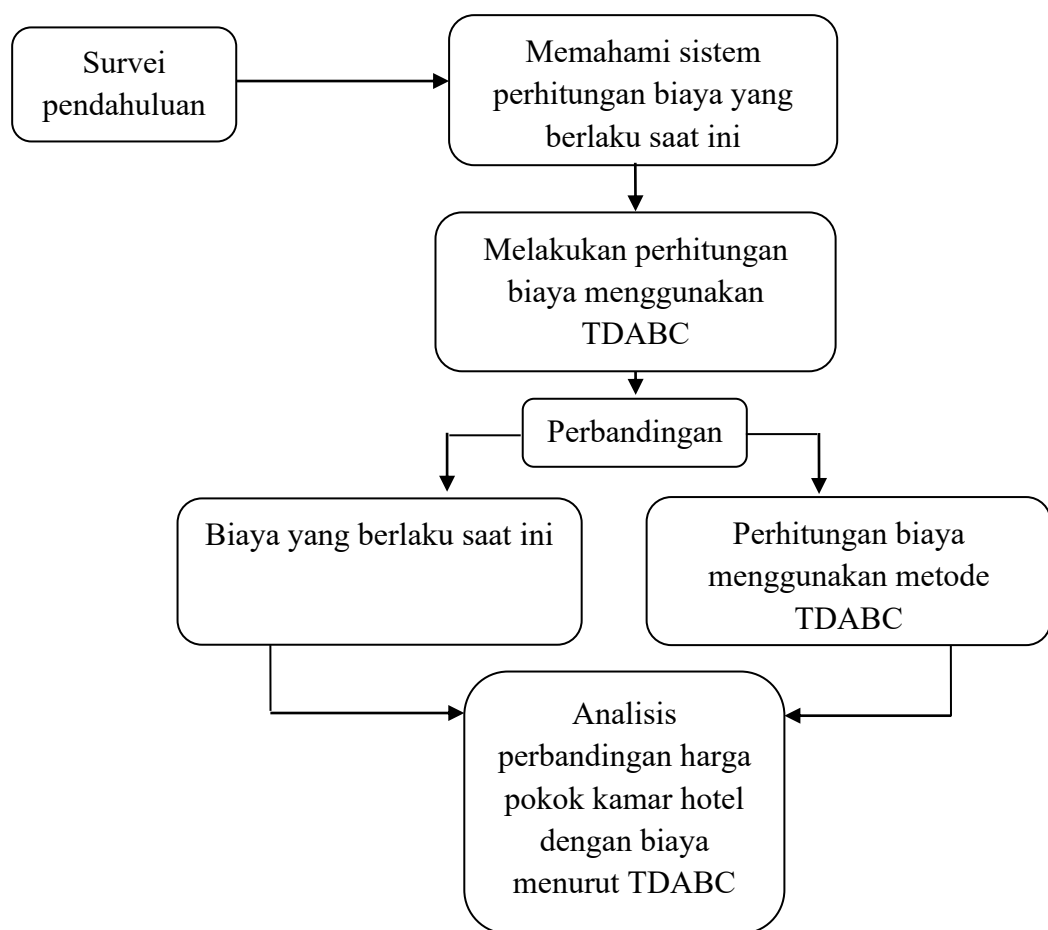 Survei
pendahuluan
Memahami sistem
perhitungan biaya yang
berlaku saat ini
Melakukan perhitungan
biaya menggunakan
TDABC
Perbandingan
Biaya yang berlaku saat ini
Perhitungan biaya
menggunakan metode
TDABC
Analisis
perbandingan harga
pokok kamar hotel
dengan biaya
menurut TDABC